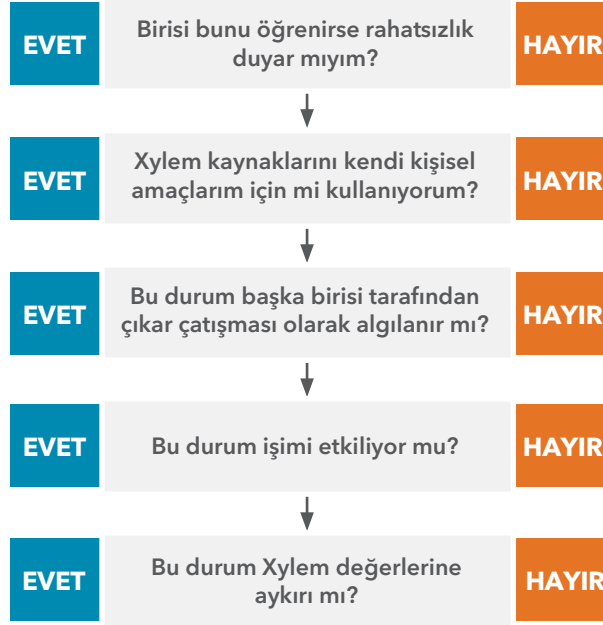 EVET
Birisi bunu öğrenirse rahatsızlık
duyar mıyım?
HAYIR
EVET
Xylem kaynaklarını kendi kişisel
amaçlarım için mi kullanıyorum?
HAYIR
EVET
Bu durum başka birisi tarafından
çıkar çatışması olarak algılanır mı?
HAYIR
EVET
Bu durum işimi etkiliyor mu?
HAYIR
EVET
Bu durum Xylem değerlerine
aykırı mı?
HAYIR